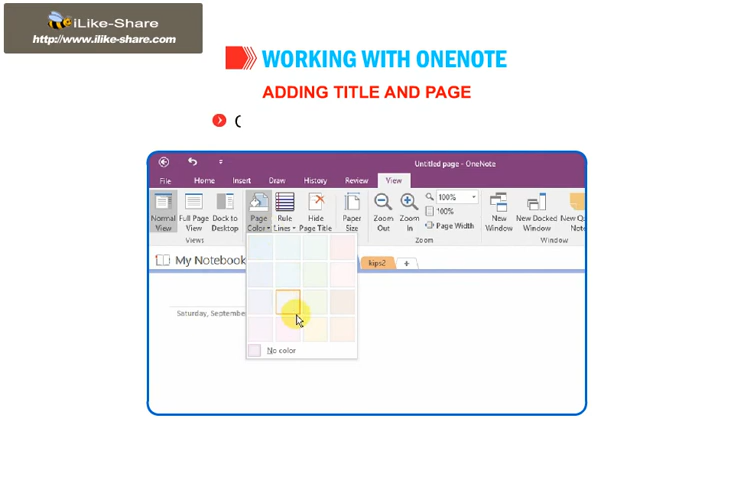 iLike-Share
http://www.ilike-share.com
WORKING WITH ONENOTE
ADDING TITLE AND PAGE
Untitled page - OneNote
File Home Insert Draw History Review View
Normal View Full Page View Dock to Desktop Page Color Rule Lines Hide Page Title Paper Size Zoom Out Zoom In 100% 100% Page Width New Window New Docked Window New Note
Views Zoom Window
My Notebook kips2 +
Saturday, Septembe
No color